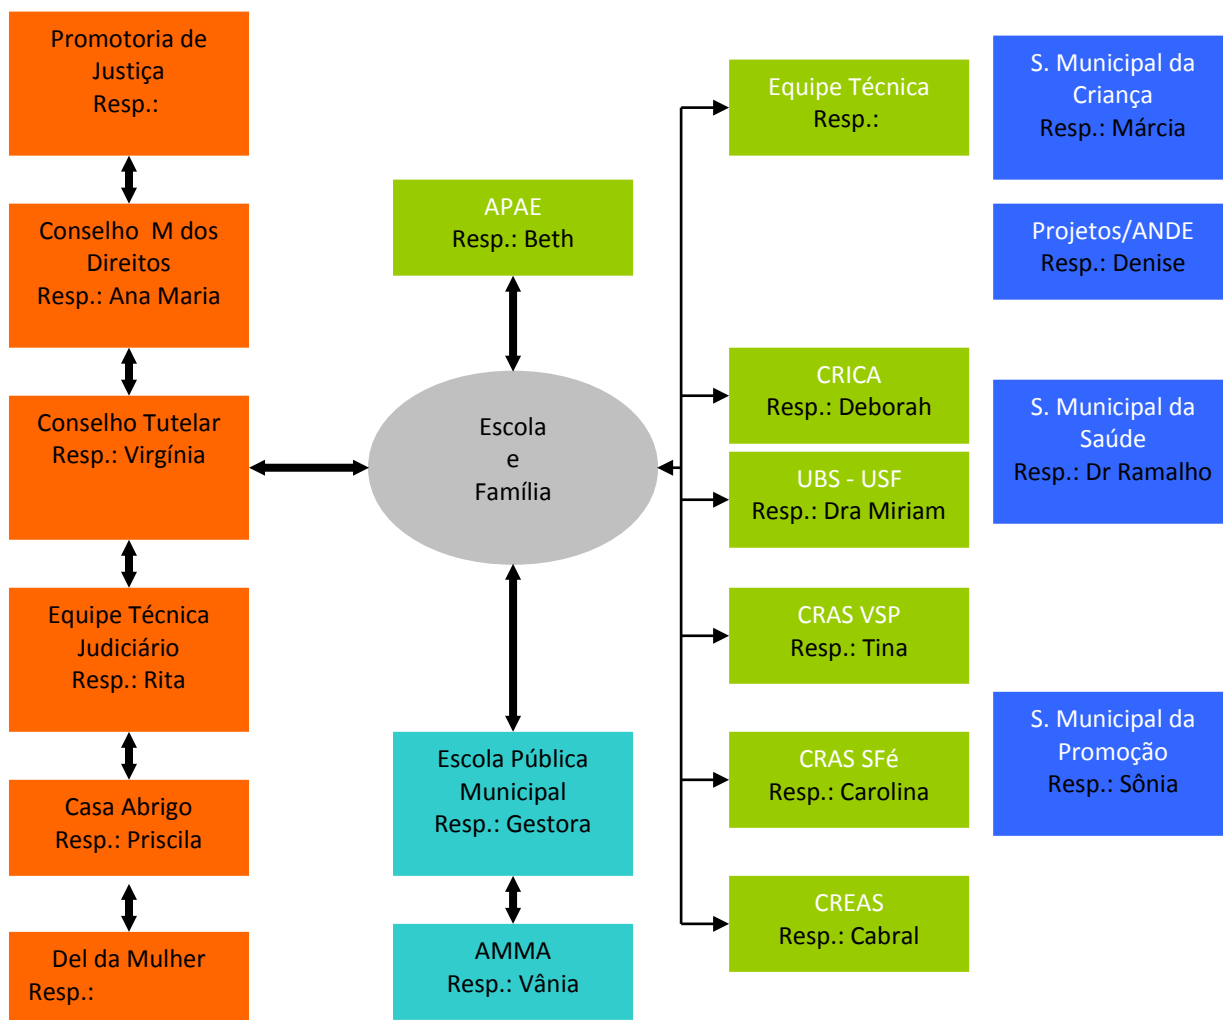 Promotoria de
Justiça
Resp.:
Conselho  M dos
Direitos
Resp.: Ana Maria
Conselho Tutelar
Resp.: Virgínia
Equipe Técnica
Judiciário
Resp.: Rita
Casa Abrigo
Resp.: Priscila
Del da Mulher
Resp.:
APAE
Resp.: Beth
Escola
e
Família
Escola Pública
Municipal
Resp.: Gestora
AMMA
Resp.: Vânia
Equipe Técnica
Resp.:
CRICA
Resp.: Deborah
UBS - USF
Resp.: Dra Miriam
CRAS VSP
Resp.: Tina
CRAS SFé
Resp.: Carolina
CREAS
Resp.: Cabral
S. Municipal da
Criança
Resp.: Márcia
Projetos/ANDE
Resp.: Denise
S. Municipal da
Saúde
Resp.: Dr Ramalho
S. Municipal da
Promoção
Resp.: Sônia